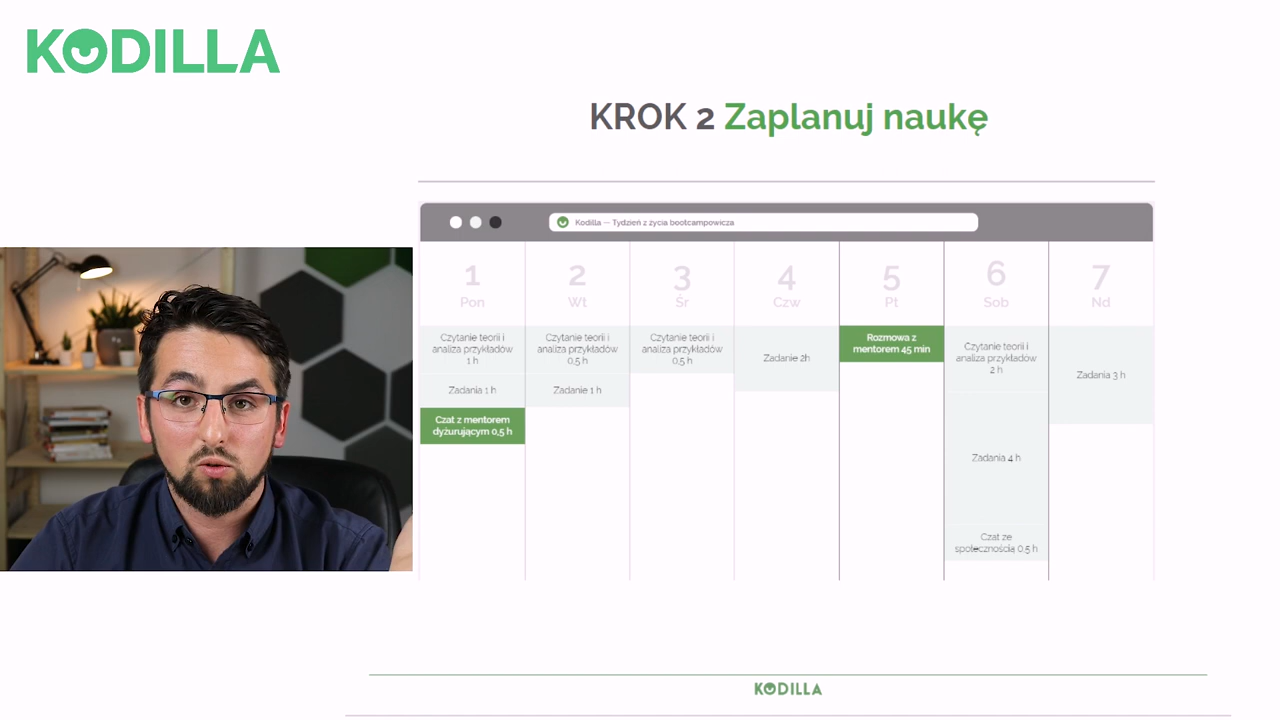 KODILLA
KROK 2 Zaplanuj naukę
Kodilla — Tydzień z życia bootcampowicza
1
Pon
2
Wt
3
Śr
4
Czw
5
Pt
6
Sob
7
Nd
Czytanie teorii i
analiza przykładów
1 h
Zadania 1 h
Czat z mentorem
dyżurującym 0,5 h
Czytanie teorii i
analiza przykładów
0,5 h
Zadanie 1 h
Czytanie teorii i
analiza przykładów
0,5 h
Zadanie 2h
Rozmowa z
mentorem 45 min
Czytanie teorii i
analiza przykładów
2 h
Zadania 4 h
Czat ze
społecznością 0,5 h
Zadania 3 h
KODILLA